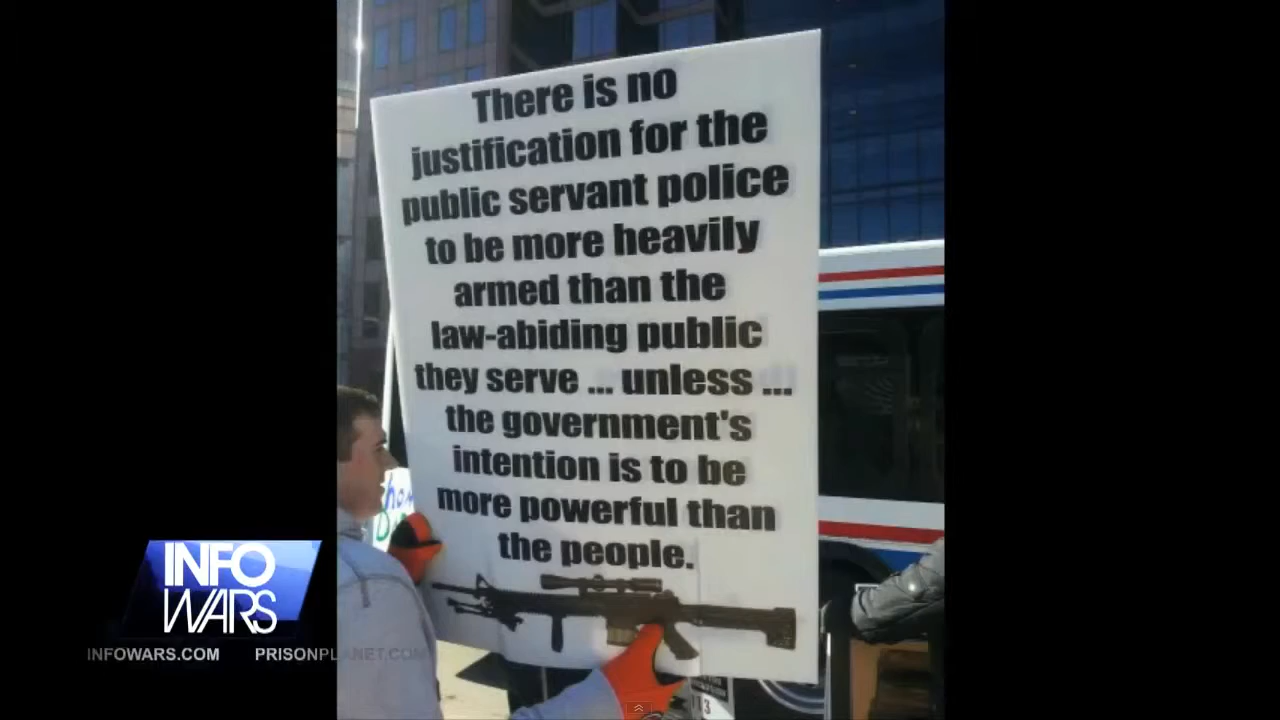 There is no
justification for the
public servant police
to be more heavily
armed than the
law-abiding public
they serve ... unless ...
the government's
intention is to be
more powerful than
the people.
INFO
WARS
INFOWARS.COM PRISONPLANET.COM